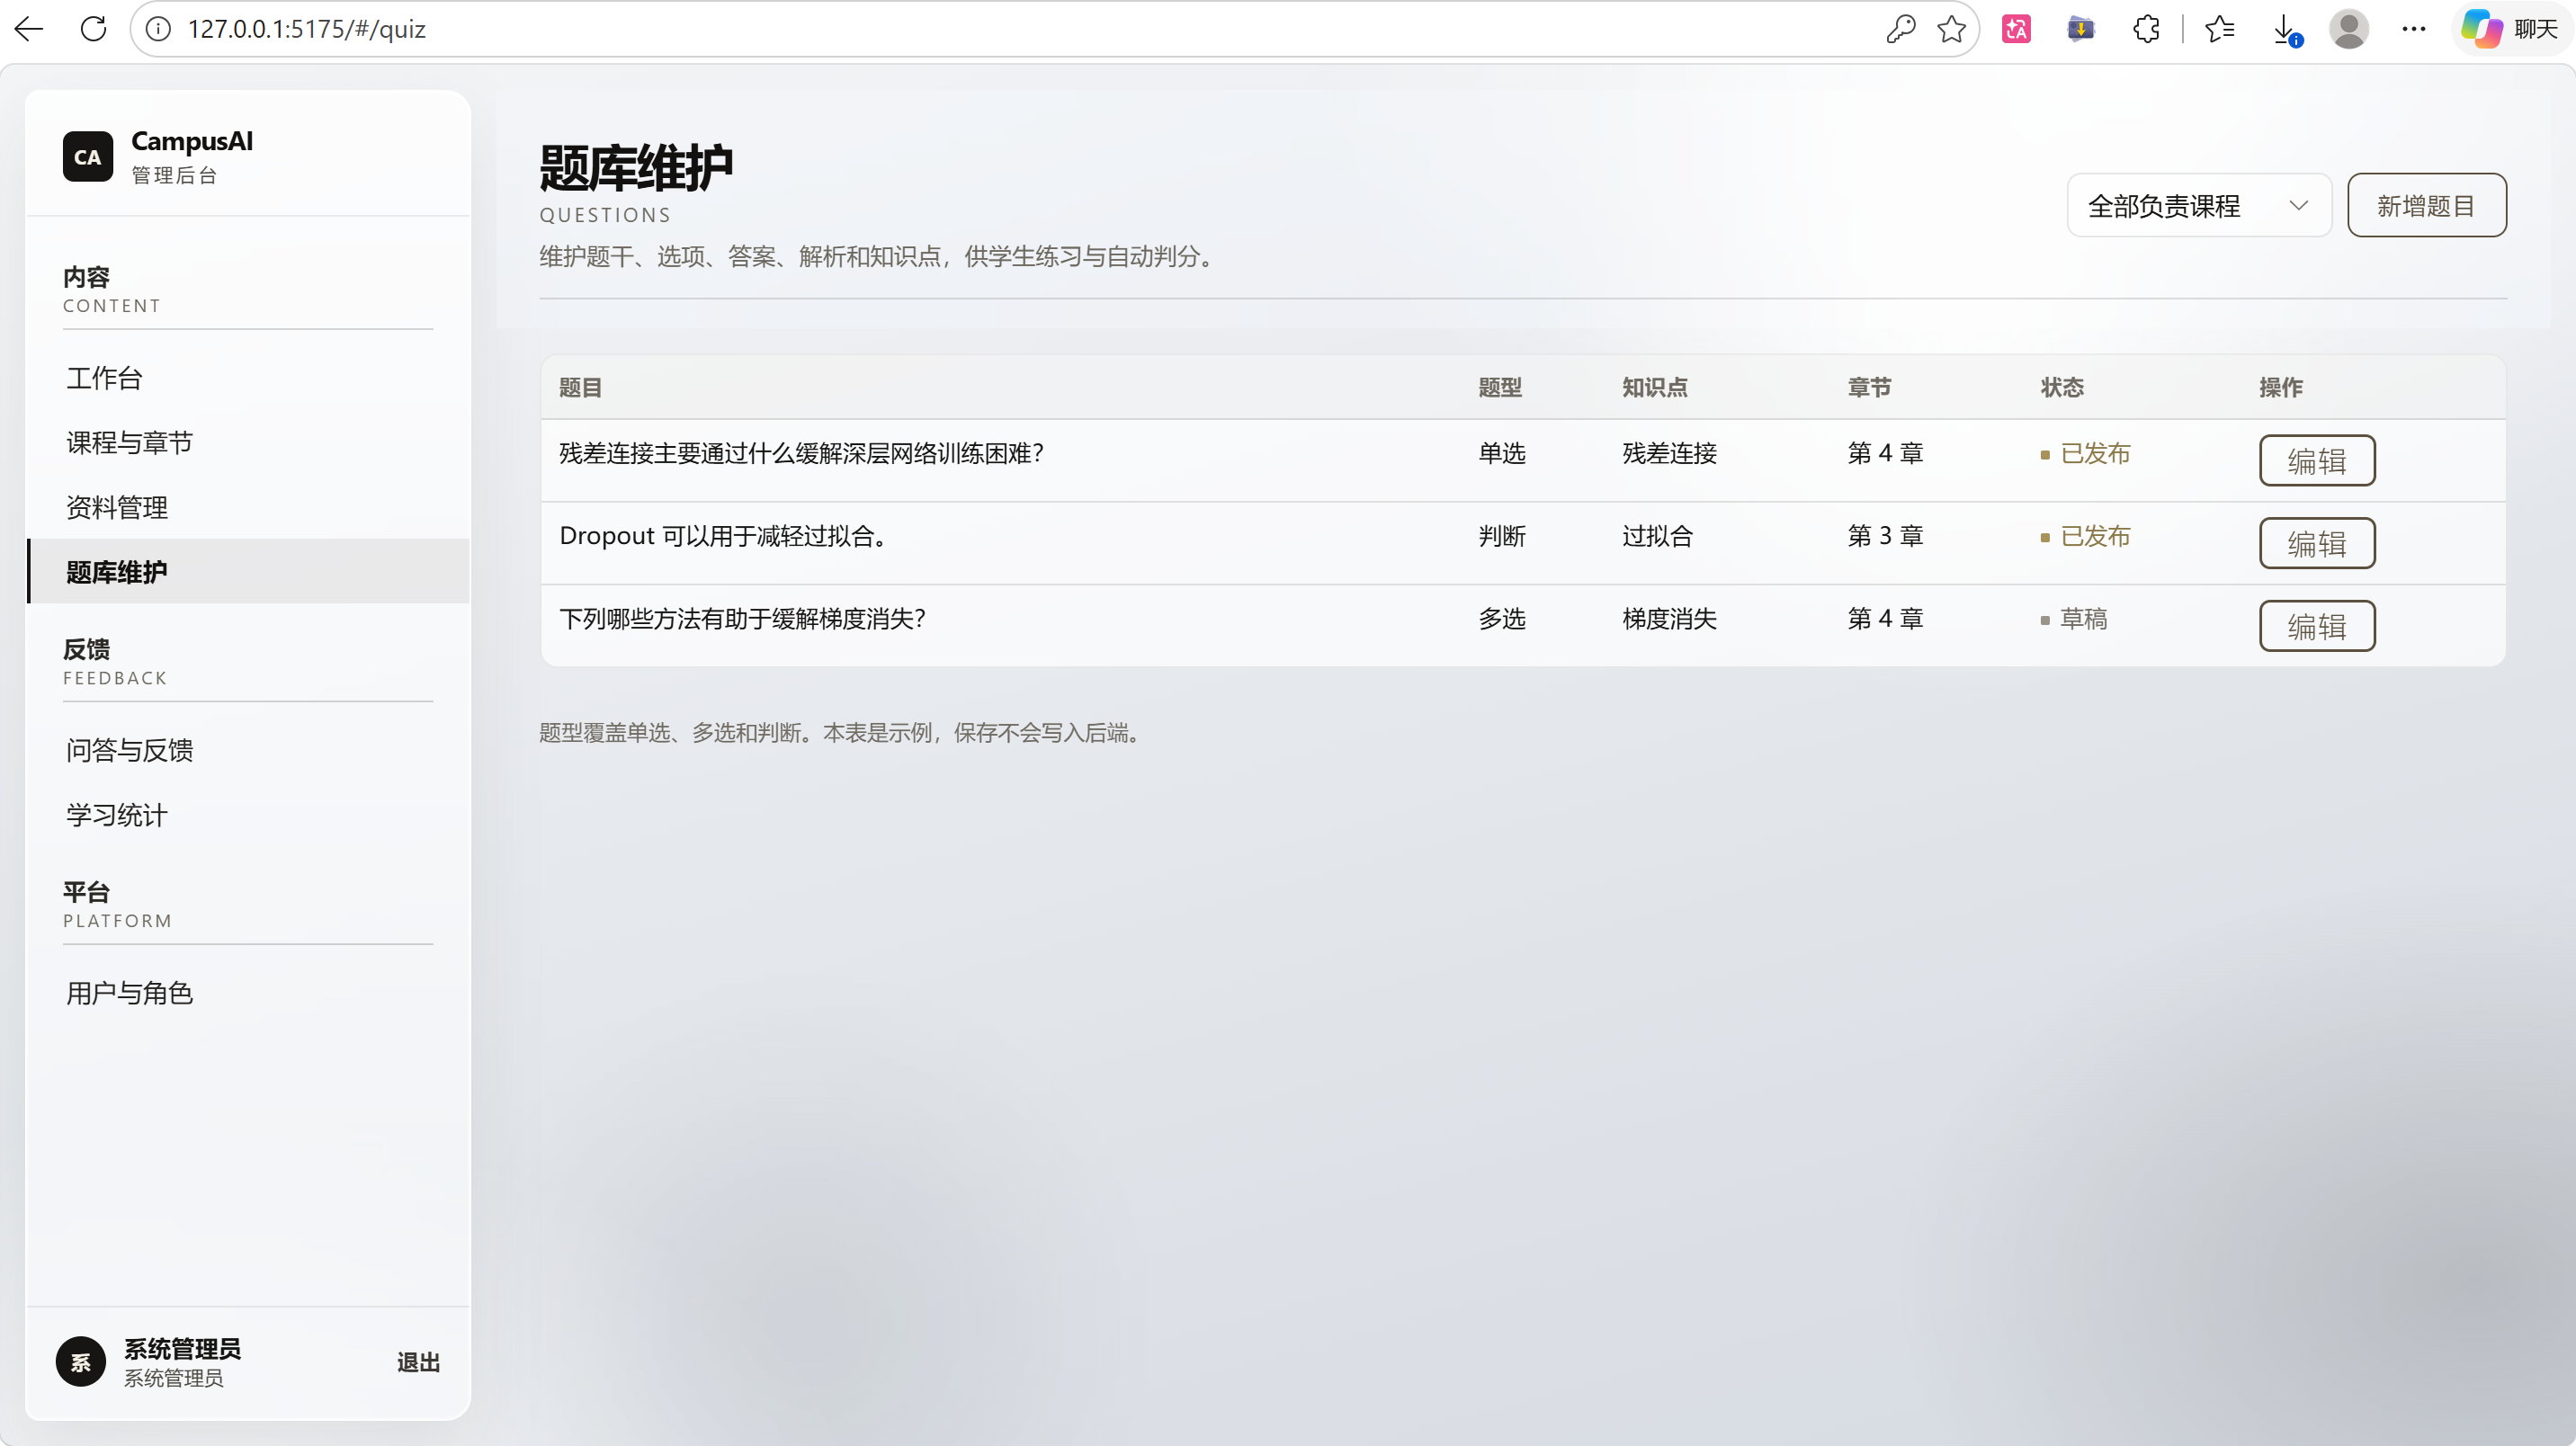 127.0.0.1:5175/#/quiz
聊天
CA
CampusAI
管理后台
内容
CONTENT
工作台
课程与章节
资料管理
题库维护
反馈
FEEDBACK
问答与反馈
学习统计
平台
PLATFORM
用户与角色
系
系统管理员
系统管理员
退出
题库维护
QUESTIONS
维护题干、选项、答案、解析和知识点，供学生练习与自动判分。
全部负责课程
新增题目
题目 题型 知识点 章节 状态 操作
残差连接主要通过什么缓解深层网络训练困难？ 单选 残差连接 第 4 章 已发布 编辑
Dropout 可以用于减轻过拟合。 判断 过拟合 第 3 章 已发布 编辑
下列哪些方法有助于缓解梯度消失？ 多选 梯度消失 第 4 章 草稿 编辑
题型覆盖单选、多选和判断。本表是示例，保存不会写入后端。